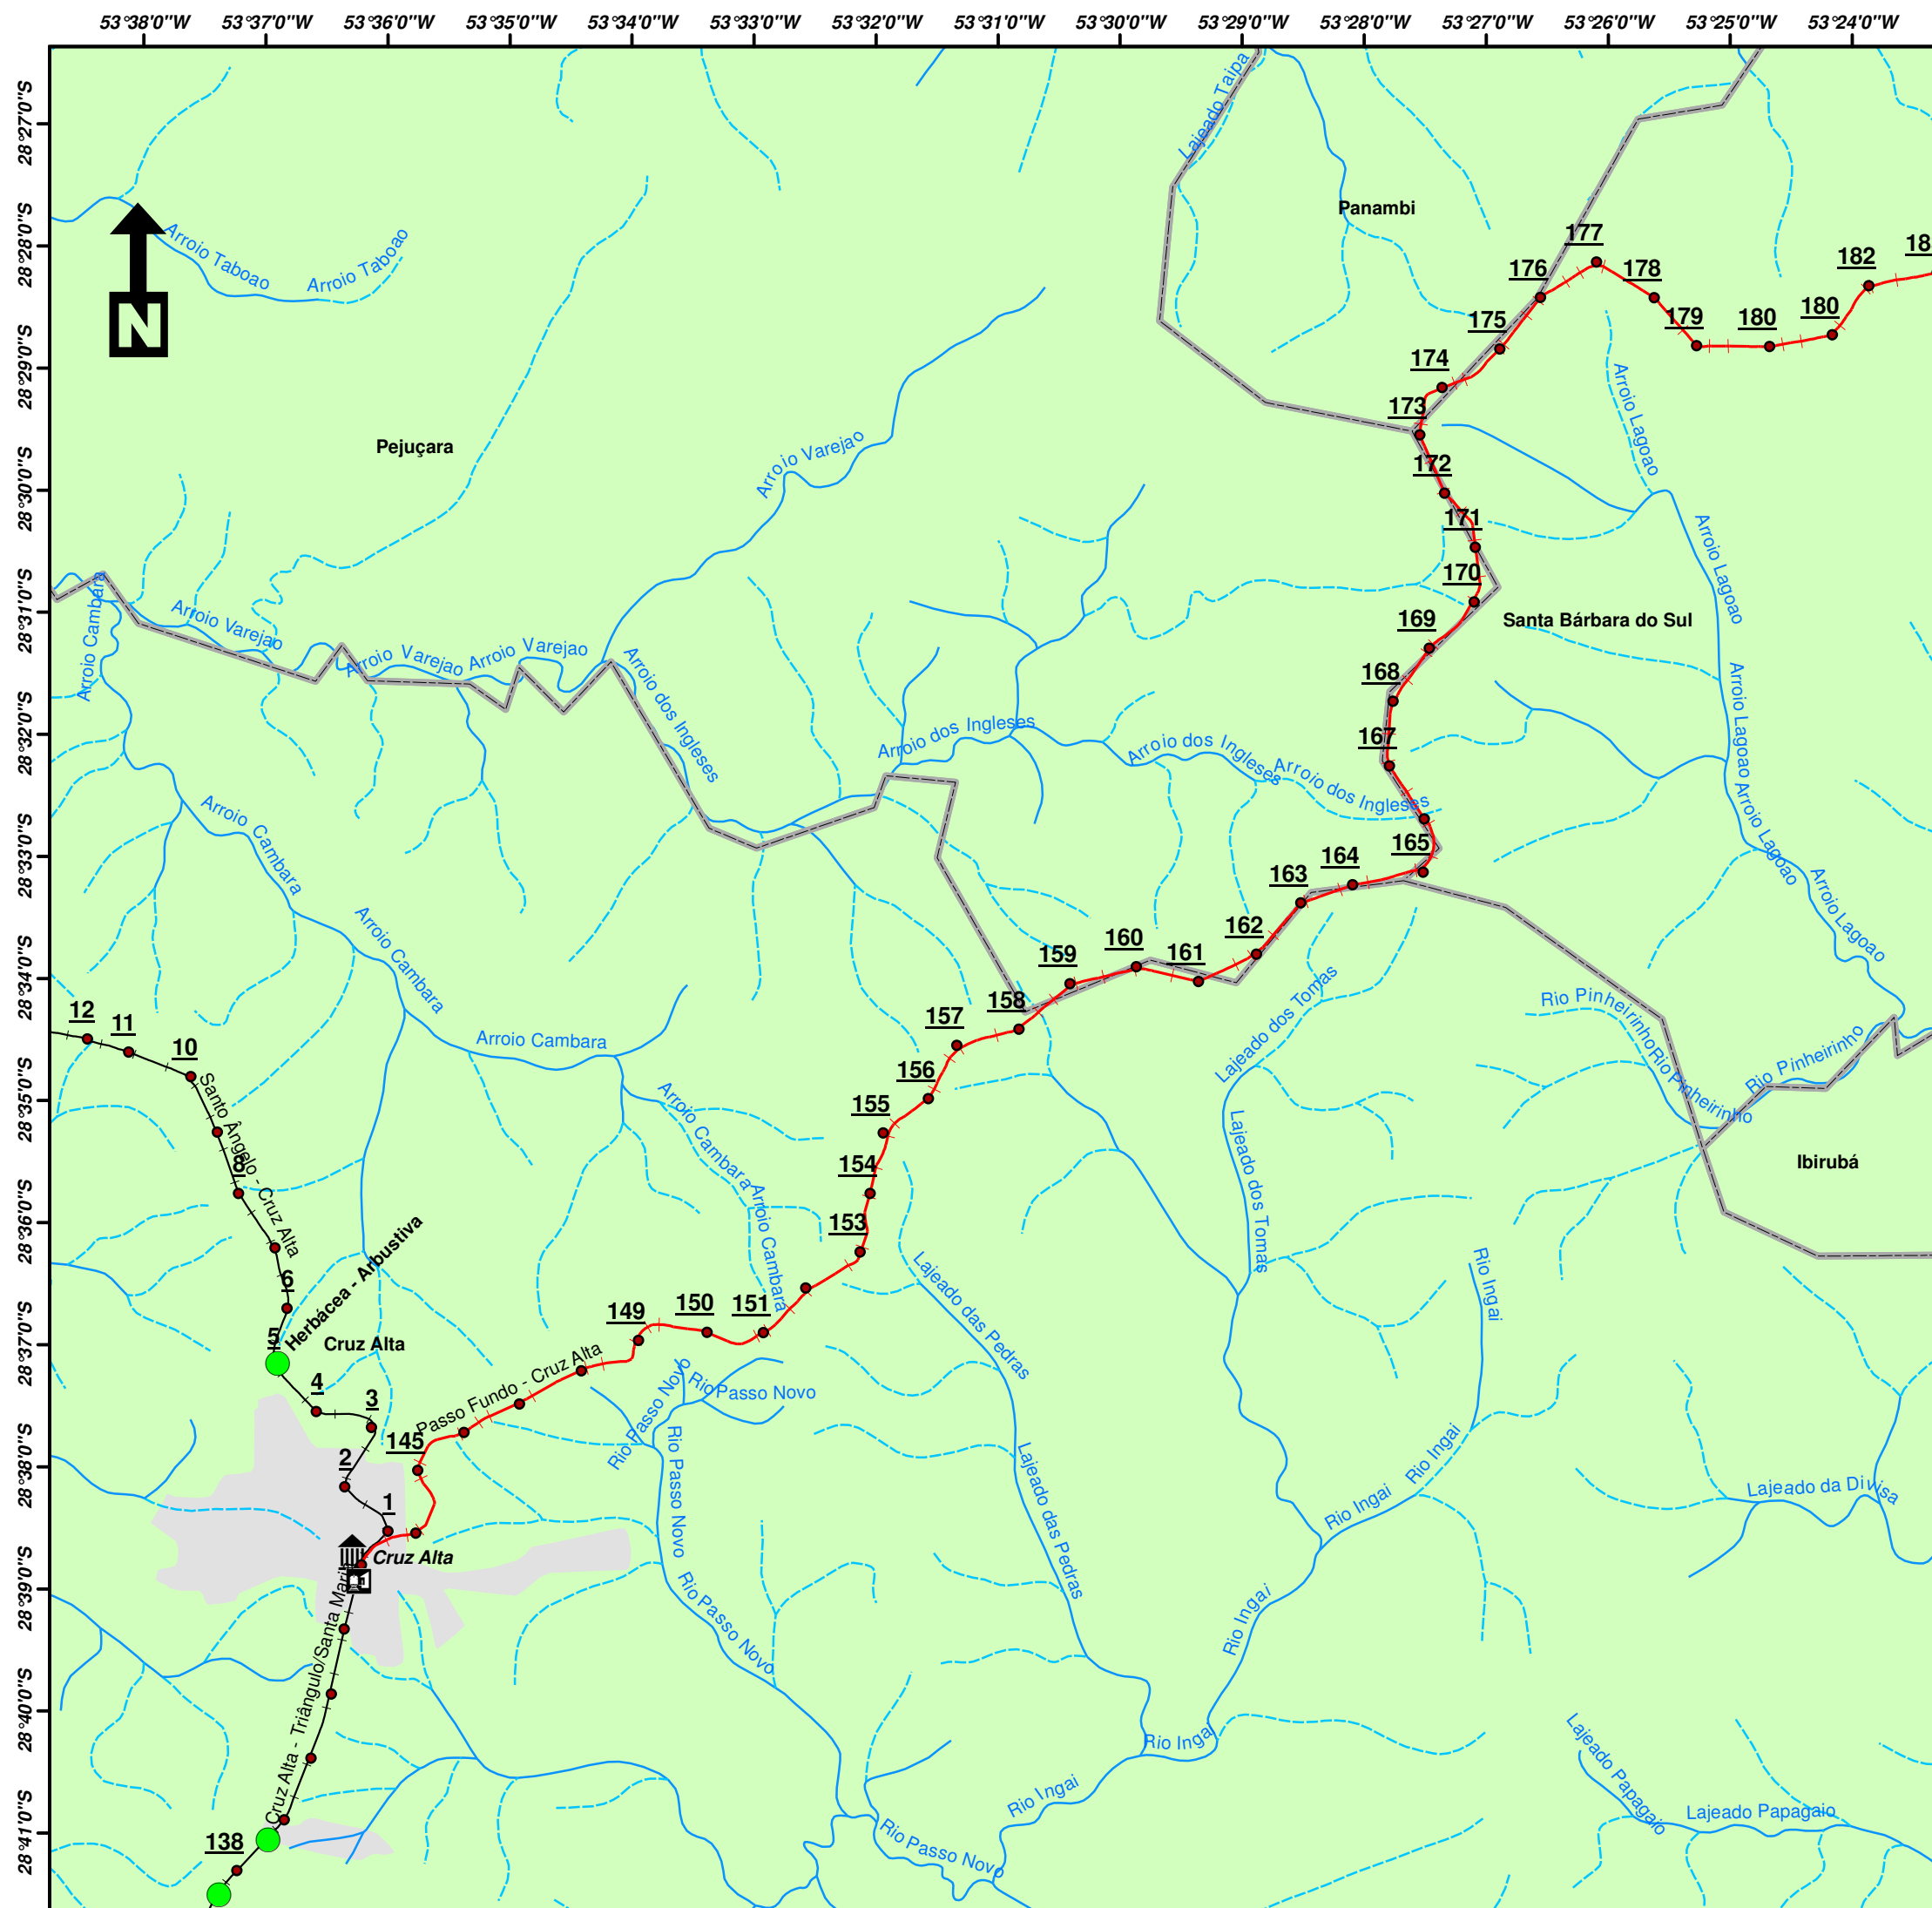 53°38'0"W 53°37'0"W 53°36'0"W 53°35'0"W 53°34'0"W 53°33'0"W 53°32'0"W 53°31'0"W 53°30'0"W 53°29'0"W 53°28'0"W 53°27'0"W 53°26'0"W 53°25'0"W 53°24'0"W
28°27'0"S
28°28'0"S
28°29'0"S
28°30'0"S
28°31'0"S
28°32'0"S
28°33'0"S
28°34'0"S
28°35'0"S
28°36'0"S
28°37'0"S
28°38'0"S
28°39'0"S
28°40'0"S
28°41'0"S
N
Lajeado Taipa
Panambi
Arroio Taboao
Arroio Taboao
177
176
178
182
18
175
179
180
180
174
173
Arroio Lagoao
Pejuçara
Arroio Varejao
172
171
Arroio Lagoao
170
Arroio Cambara
Arroio Varejao
169
Santa Bárbara do Sul
Arroio Varejao
Arroio Varejao
Arroio dos Ingleses
168
Arroio Lagoao
167
Arroio dos Ingleses
Arroio dos Ingleses
Arroio dos Ingleses
Arroio Lagoao
Arroio Cambara
165
164
163
Arroio Lagoao
Arroio Cambara
162
160
161
159
158
157
Lajeado dos Tomas
Rio Pinheirinho
Rio Pinheirinho
Rio Pinheirinho
12
11
10
Arroio Cambara
156
155
Arroio Cambara
Santo Ângelo - Cruz Alta
Lajeado dos Tomas
8
154
Ibirubá
153
Arroio Cambara
Herbácea - Arbustiva
6
5
Cruz Alta
149
150
151
Lajeado das Pedras
Rio Ingai
4
3
Passo Fundo - Cruz Alta
Rio Passo Novo
Rio Passo Novo
145
2
Rio Passo Novo
Lajeado das Pedras
Rio Ingai
Rio Ingai
Lajeado da Divisa
1
Cruz Alta
Rio Passo Novo
Rio Ingai
Cruz Alta - Triângulo/Santa Mari
Rio Inga
Rio Ingai
Lajeado Papagaio
Lajeado Papagaio
138
Rio Passo Novo